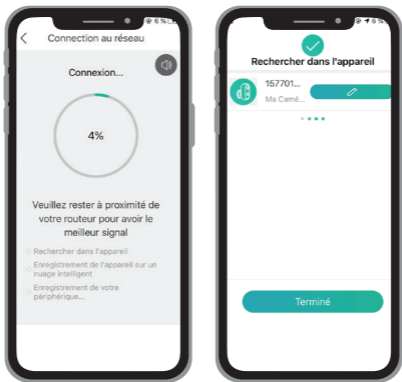 Connection au réseau
Connexion...
4%
Veuillez rester à proximité de
votre routeur pour avoir le
meilleur signal
Rechercher dans l'appareil
Enregistrement de l'appareil sur un
nuage intelligent
Enregistrement de votre
périphérique...
Rechercher dans l'appareil
157701...
Ma Camé...
Terminé